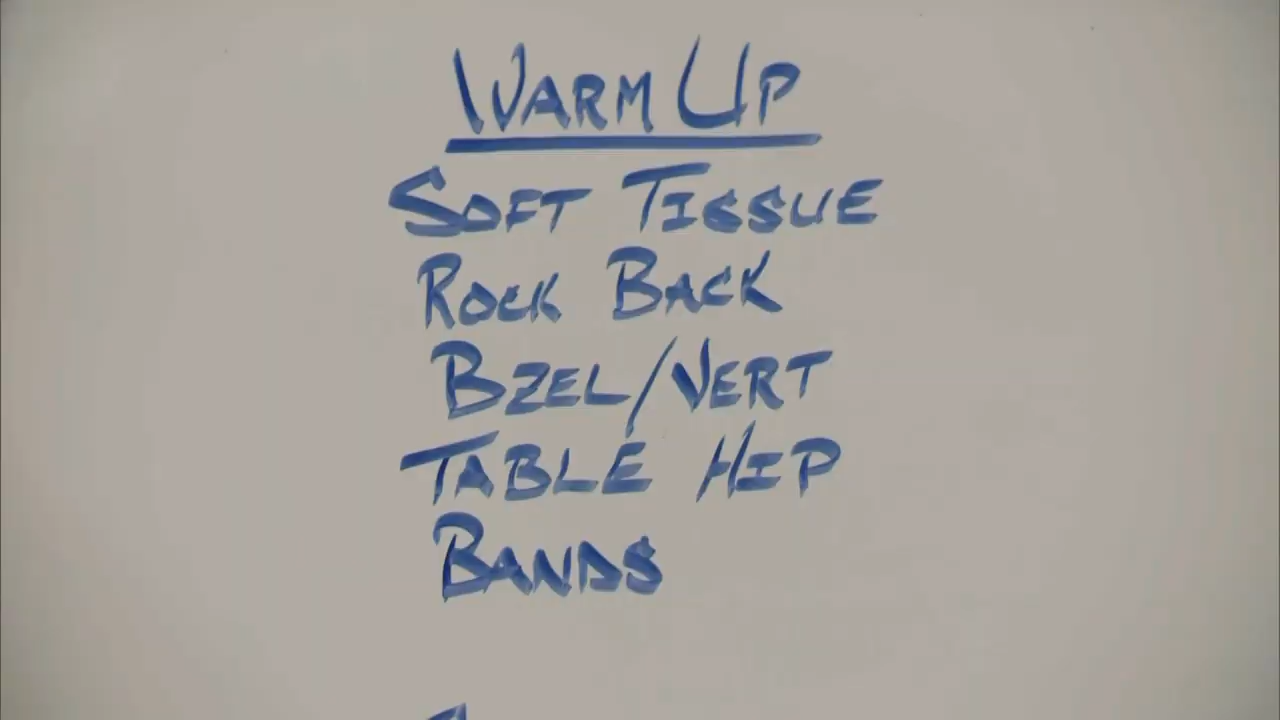 WARM UP
SOFT TISSUE
ROCK BACK
BZEL/VERT
TABLE HIP
BANDS